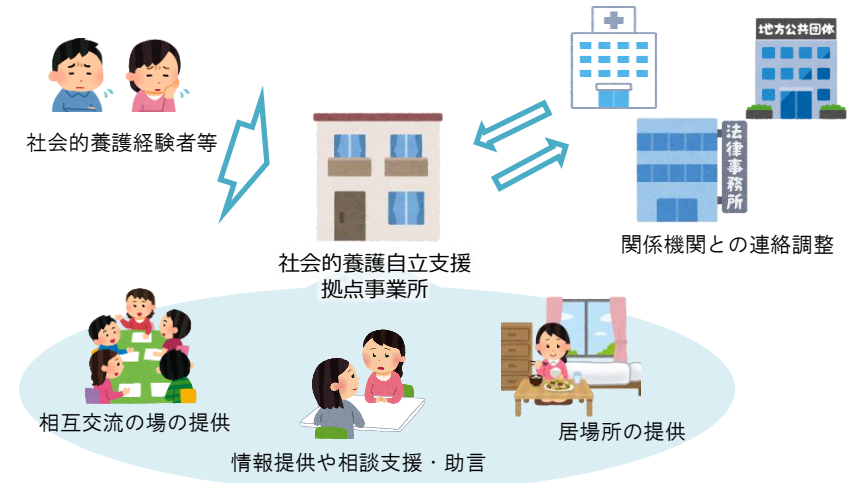 地方公共団体
法律事務所
社会的養護経験者等
関係機関との連絡調整
社会的養護自立支援
拠点事業所
相互交流の場の提供
居場所の提供
情報提供や相談支援・助言